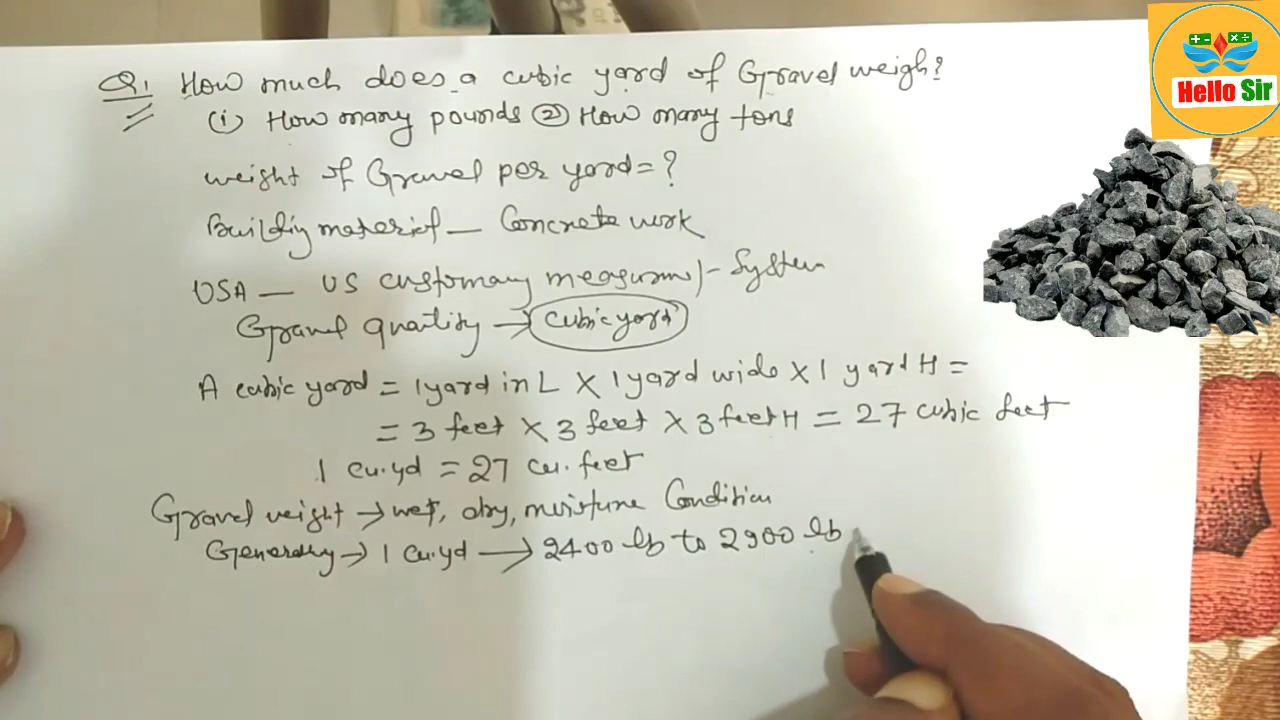 Q.1 How much does a cubic yard of Gravel weigh?
(i) How many pounds (2) How many tons
weight of Gravel per yard = ?
Building material — Concrete work
USA — US customary measurement - System
Gravel quantity → cubic yard
A cubic yard = 1 yard in L × 1 yard wide × 1 yard H =
= 3 feet × 3 feet × 3 feet H = 27 cubic feet
1 cu.yd = 27 cu. feet
Gravel weight → wet, dry, moisture Condition
Generally → 1 cu.yd → 2400 lb to 2900 lb
Hello Sir